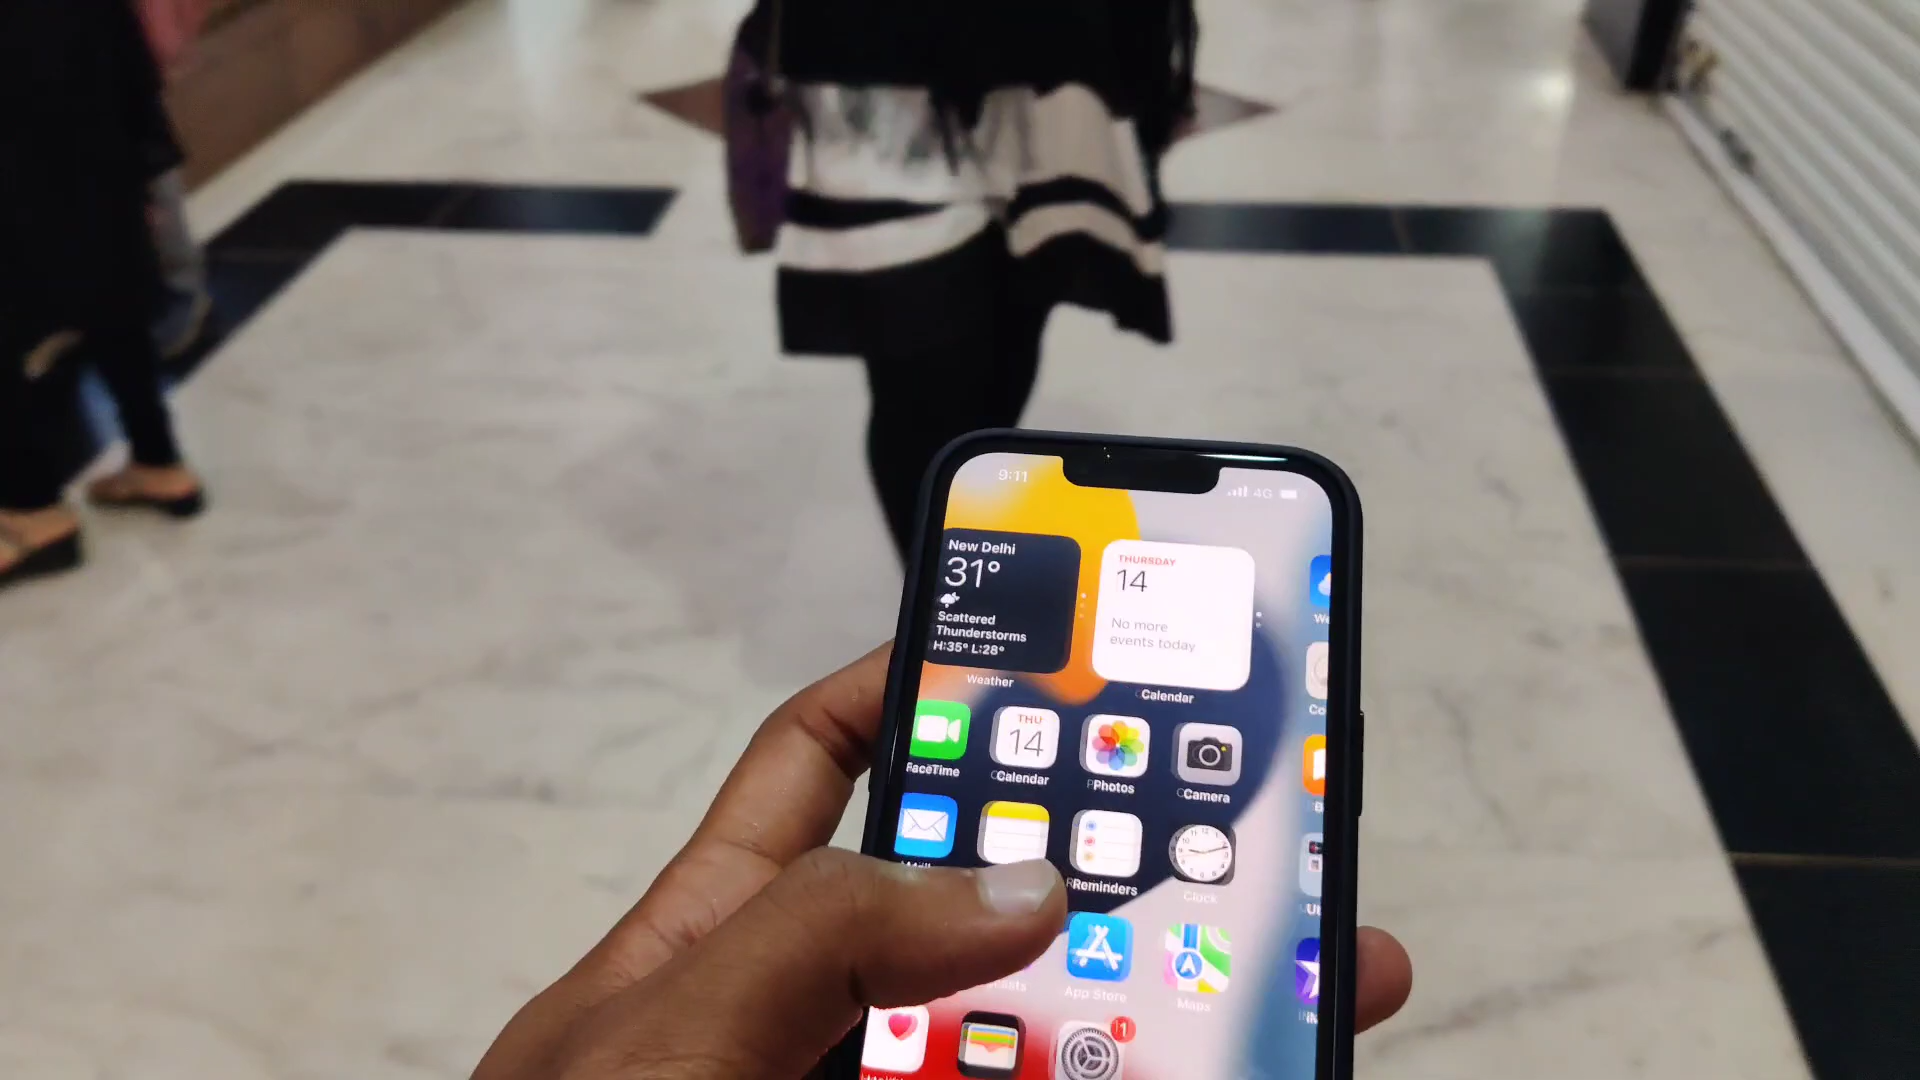 9:11
4G
New Delhi
31°
Scattered
Thunderstorms
H:35° L:28°
Weather
THURSDAY
14
No more
events today
Calendar
THU
14
FaceTime
Calendar
Photos
Camera
Reminders
Clock
App Store
Maps
1